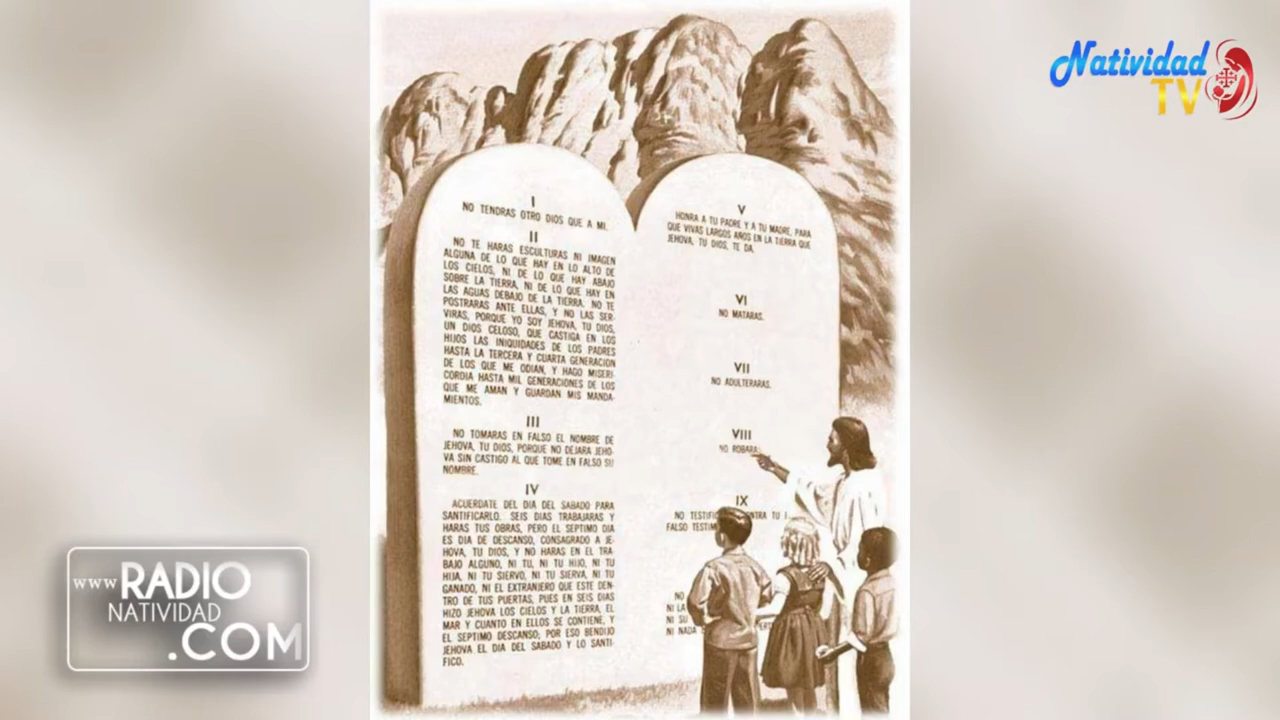 Natividad
TV
I
NO TENDRAS OTRO DIOS QUE A MI.
II
NO TE HARAS ESCULTURAS NI IMAGEN
ALGUNA DE LO QUE HAY EN LO ALTO DE
LOS CIELOS, NI DE LO QUE HAY ABAJO
SOBRE LA TIERRA, NI DE LO QUE HAY EN
LAS AGUAS DEBAJO DE LA TIERRA. NO TE
POSTRARAS ANTE ELLAS, Y NO LAS SER-
VIRAS, PORQUE YO SOY JEHOVA, TU DIOS,
UN DIOS CELOSO, QUE CASTIGA EN LOS
HIJOS LAS INIQUIDADES DE LOS PADRES
HASTA LA TERCERA Y CUARTA GENERACION
DE LOS QUE ME ODIAN, Y HAGO MISERI-
CORDIA HASTA MIL GENERACIONES DE LOS
QUE ME AMAN Y GUARDAN MIS MANDA-
MIENTOS.
III
NO TOMARAS EN FALSO EL NOMBRE DE
JEHOVA, TU DIOS, PORQUE NO DEJARA JEHO-
VA SIN CASTIGO AL QUE TOME EN FALSO SU
NOMBRE.
IV
ACUERDATE DEL DIA DEL SABADO PARA
SANTIFICARLO. SEIS DIAS TRABAJARAS Y
HARAS TUS OBRAS, PERO EL SEPTIMO DIA
ES DIA DE DESCANSO, CONSAGRADO A JE-
HOVA, TU DIOS, Y NO HARAS EN EL TRA-
BAJO ALGUNO, NI TU, NI TU HIJO, NI TU
HIJA, NI TU SIERVO, NI TU SIERVA, NI TU
GANADO, NI EL EXTRANJERO QUE ESTE DEN-
TRO DE TUS PUERTAS, PUES EN SEIS DIAS
HIZO JEHOVA LOS CIELOS Y LA TIERRA, EL
MAR Y CUANTO EN ELLOS SE CONTIENE, Y
EL SEPTIMO DESCANSO; POR ESO BENDIJO
JEHOVA EL DIA DEL SABADO Y LO SANTI-
FICO.
V
HONRA A TU PADRE Y A TU MADRE, PARA
QUE VIVAS LARGOS AÑOS EN LA TIERRA QUE
JEHOVA, TU DIOS, TE DA.
VI
NO MATARAS.
VII
NO ADULTERARAS.
VIII
NO ROBARAS.
IX
NO TU
FALSO
NO
NI LA
NI SU
NI NADA
www RADIO
NATIVIDAD
.COM